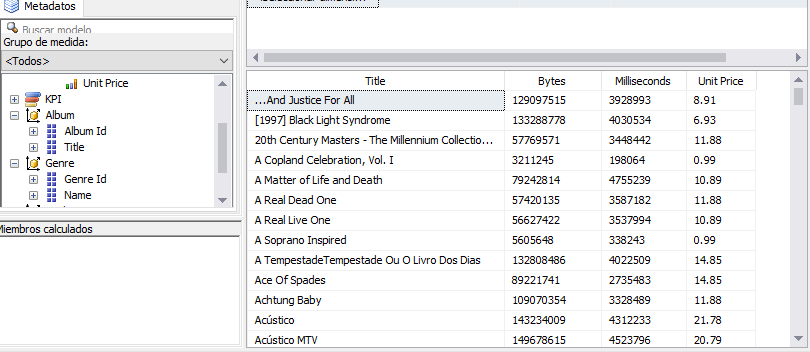 Metadatos
Buscar modelo
Grupo de medida:
<Todos>
Unit Price
KPI
Album
Album Id
Title
Genre
Genre Id
Name
Miembros calculados
Title Bytes Milliseconds Unit Price
...And Justice For All 129097515 3928993 8.91
[1997] Black Light Syndrome 133288778 4030534 6.93
20th Century Masters - The Millennium Collectio... 57769571 3448442 11.88
A Copland Celebration, Vol. I 3211245 198064 0.99
A Matter of Life and Death 79242814 4755239 10.89
A Real Dead One 57420135 3587182 11.88
A Real Live One 56627422 3537994 10.89
A Soprano Inspired 5605648 338243 0.99
A TempestadeTempestade Ou O Livro Dos Dias 132808486 4022509 14.85
Ace Of Spades 89221741 2735483 14.85
Achtung Baby 109070354 3328489 11.88
Acústico 143234009 4312233 21.78
Acústico MTV 149678615 4523796 20.79